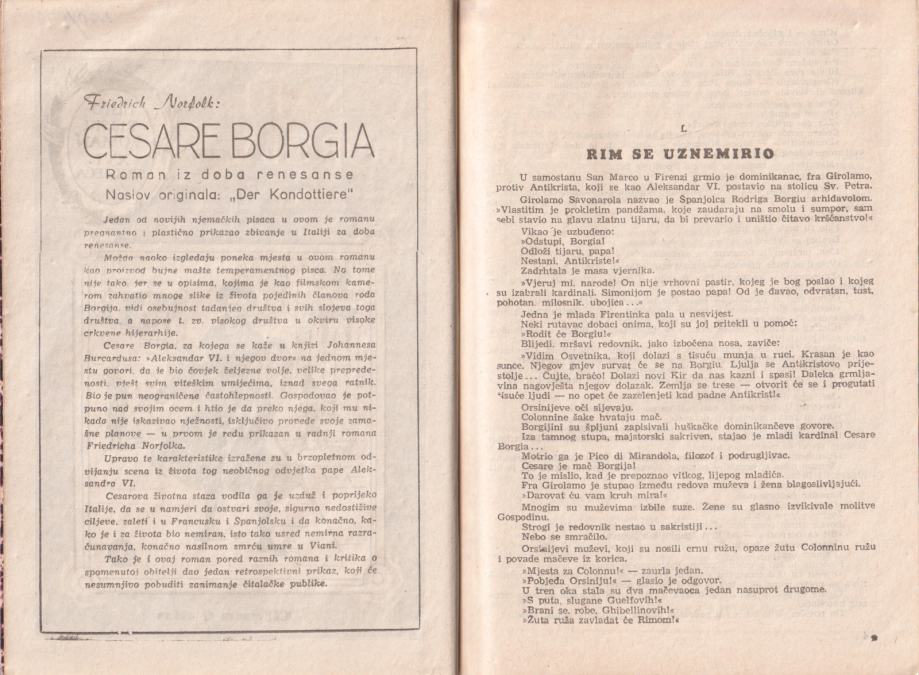 Friedrich Norfolk:
CESARE BORGIA
Roman iz doba renesanse
Naslov originala: „Der Kondottiere"
Jedan od novijih njemačkih pisaca u ovom je romanu
pregnantno i plastično prikazao zbivanje u Italiji za doba
renesanse.
Možda naoko izgledaju poneka mjesta u ovom romanu
kao proizvod bujne mašte temperamentnog pisca. No tome
nije tako, jer se u opisima, kojima je kao filmskom kame-
rom zahvatio mnoge slike iz života pojedinih članova roda
Borgija, vidi osebujnost tadanjeg društva i svih slojeva toga
društva, a napose t. zv. visokog društva u okviru visoke
crkvene hijerarhije.
Cesare Borgia, za kojega se kaže u knjizi Johannesa
Burcardusa: »Aleksandar VI. i njegov dvor« na jednom mje-
stu govori, da je bio čovjek željezne volje, velike prepred­e-
nosti, vješt svim viteškim umijećima, iznad svega ratnik.
Bio je pun neograničene častohlepnosti. Gospodovao je pot-
puno nad svojim ocem i htio je da preko njega, koji mu ni-
kada nije iskazivao nježnosti, isključivo provede svoje zama-
šne planove — u prvom je redu prikazan u radnji romana
Friedricha Norfolka.
Upravo te karakteristike izražene su u brzopletnom od-
vijanju scena iz života tog neobičnog odvjetka pape Alek-
sandra VI.
Cesarova životna staza vodila ga je uzduž i poprijeko
Italije, da se u namjeri da ostvari svoje, sigurno nedostižive
ciljeve, zaleti i u Francusku i Španjolsku i da konačno, ka-
ko je i za života bio nemiran, isto tako usred nemirna razra-
čunavanja, konačno nasilnom smrću umre u Viani.
Tako je i ovaj roman pored raznih romana i kritika o
spomenutoj obitelji dao jedan retrospektivni prikaz, koji će
nesumnjivo pobuditi zanimanje čitalačke publike.
I.
RIM SE UZNEMIRIO
U samostanu San Marco u Firenzi grmio je dominikanac, fra Girolamo,
protiv Antikrista, koji se kao Aleksandar VI. postavio na stolicu Sv. Petra.
Girolamo Savonarola nazvao je Španjolca Rodriga Borgiu arhiđavolom.
»Vlastitim je prokletim pandžama, koje zaudaraju na smolu i sumpor, sam
sebi stavio na glavu zlatnu tijaru, da bi prevario i uništio čitavo kršćanstvo!«
Vikao je uzbuđeno:
»Odstupi, Borgia!
Odloži tijaru, papa!
Nestani, Antikriste!«
Zadrhtala je masa vjernika.
»Vjeruj mi, narode! On nije vrhovni pastir, kojeg je bog poslao i kojeg
su izabrali kardinali. Simonijom je postao papa! On je đavao, odvratan, tust,
pohotan, milosnik, ubojica . . .«
Jedna je mlada Firentinka pala u nesvijest.
Neki rutavac dobaci onima, koji su joj pritekli u pomoć:
»Rodit će Borgiu!«
Blijedi, mršavi redovnik, jako izbočena nosa, zaviče:
»Vidim Osvetnika, koji dolazi s tisuću munja u ruci. Krasan je kao
sunce. Njegov gnjev survat će se na Borgiu. Ljulja se Antikristovo prije-
stolje . . . Čujte, braćo! Dolazi novi Kir da nas kazni i spasi! Daleka grmlja-
vina nagoviješta njegov dolazak. Zemlja se trese — otvorit će se i progutati
tisuće ljudi — no opet će zazelenjeti kad padne Antikrist!«
Orsinijeve oči sijevaju.
Colonnine šake hvataju mač.
Borgijini su špijuni zapisivali huškačke dominikančeve govore.
Iza tamnog stupa, majstorski sakriven, stajao je mladi kardinal Cesare
Borgia . . .
Motrio ga je Pico di Mirandola, filozof i podrugljivac.
Cesare je mač Borgija!
To je mislio, kad je prepoznao vitkog, lijepog mladića.
Fra Girolamo je stupao između redova muževa i žena blagoslivljajući.
»Darovat ću vam kruh mira!«
Mnogim su muževima izbile suze. Žene su glasno izvikivale molitve
Gospodinu.
Strogi je redovnik nestao u sakristiji . . .
Nebo se smračilo.
Orsinijevi muževi, koji su nosili crnu ružu, opaze žutu Colonninu ružu
i povade mačeve iz korica.
»Mjesta za Colonnu!« — zaurla jedan.
»Pobjeda Orsiniju!« — glasio je odgovor.
U tren oka stala su dva mačevaoca jedan nasuprot drugome.
»S puta, slugane Guelfovih!«
»Brani se, robe, Ghibellinovih!«
»Žuta ruža zavladat će Rimom!«